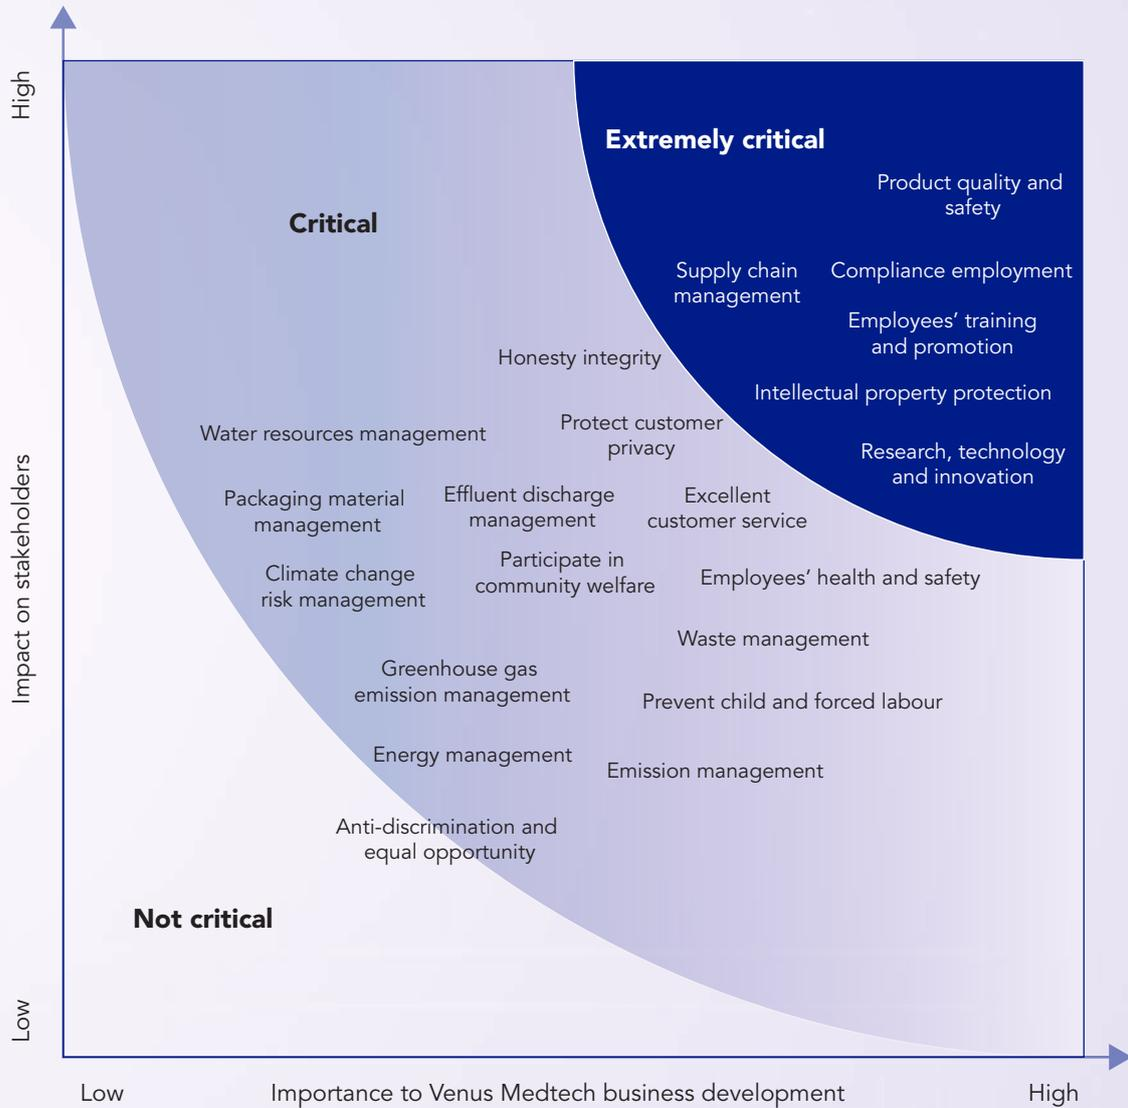 High
Extremely critical
Product quality and
safety
Critical
Supply chain
management
Compliance employment
Employees’ training
and promotion
Honesty integrity
Intellectual property protection
Water resources management
Protect customer
privacy
Research, technology
and innovation
Packaging material
management
Effluent discharge
management
Excellent
customer service
Impact on stakeholders
Climate change
risk management
Participate in
community welfare
Employees’ health and safety
Waste management
Greenhouse gas
emission management
Prevent child and forced labour
Energy management
Emission management
Anti-discrimination and
equal opportunity
Not critical
Low
Low
Importance to Venus Medtech business development
High